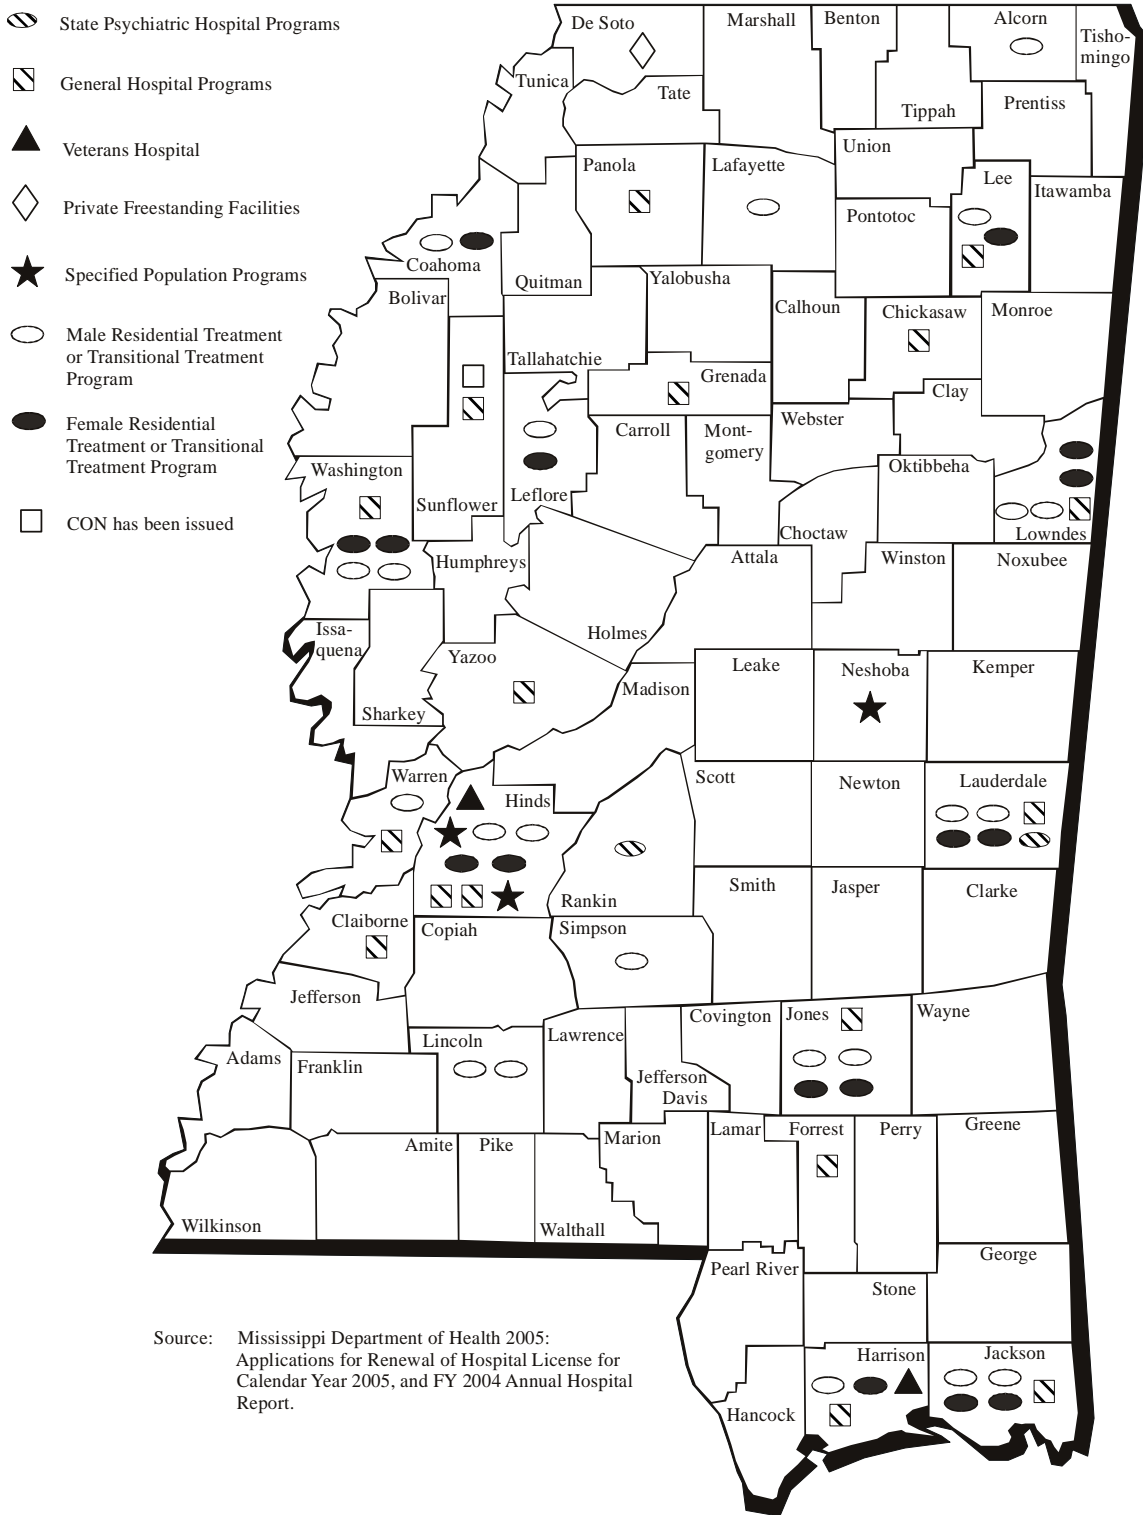 State Psychiatric Hospital Programs
General Hospital Programs
Veterans Hospital
Private Freestanding Facilities
Specified Population Programs
Male Residential Treatment
or Transitional Treatment
Program
Female Residential
Treatment or Transitional
Treatment Program
CON has been issued
De Soto
Marshall
Benton
Alcorn
Tisho-
mingo
Tunica
Tate
Tippah
Prentiss
Union
Panola
Lafayette
Lee
Itawamba
Pontotoc
Coahoma
Quitman
Yalobusha
Bolivar
Calhoun
Chickasaw
Monroe
Tallahatchie
Grenada
Clay
Webster
Carroll
Mont-
gomery
Washington
Oktibbeha
Sunflower
Leflore
Choctaw
Lowndes
Humphreys
Attala
Winston
Noxubee
Issa-
quena
Holmes
Yazoo
Leake
Neshoba
Kemper
Madison
Sharkey
Warren
Scott
Newton
Lauderdale
Hinds
Rankin
Smith
Jasper
Clarke
Claiborne
Copiah
Simpson
Jefferson
Covington
Jones
Wayne
Lincoln
Lawrence
Adams
Franklin
Jefferson
Davis
Amite
Pike
Marion
Lamar
Forrest
Perry
Greene
Wilkinson
Walthall
George
Pearl River
Stone
Harrison
Jackson
Hancock
Source: Mississippi Department of Health 2005:
Applications for Renewal of Hospital License for
Calendar Year 2005, and FY 2004 Annual Hospital
Report.